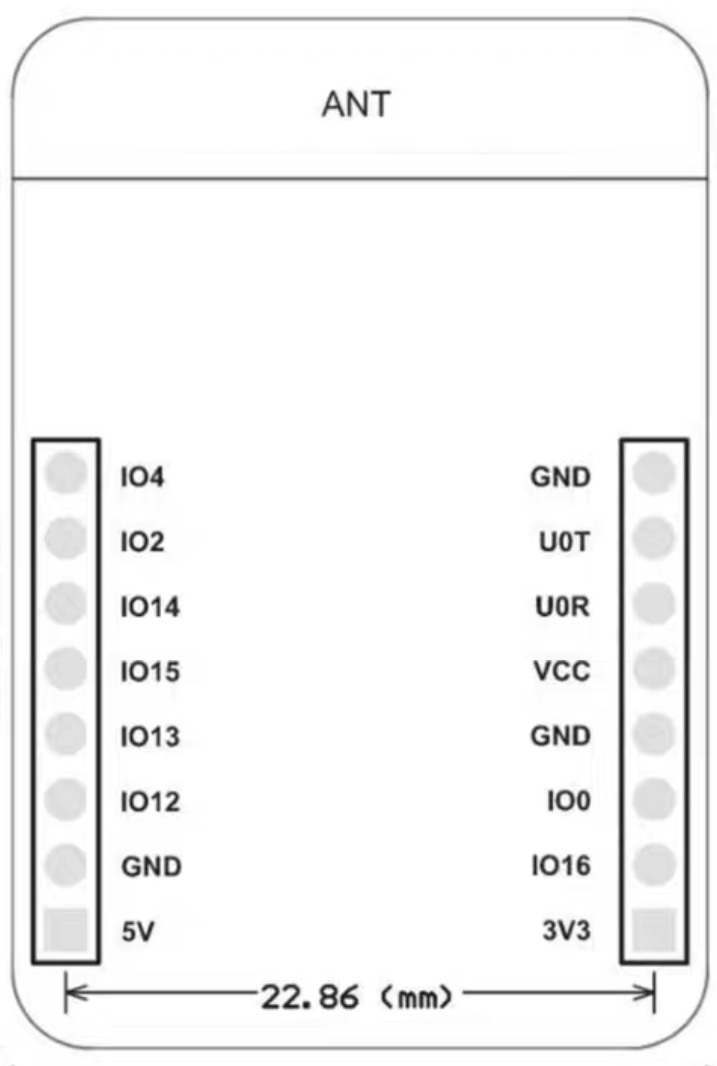 ANT
IO4 GND
IO2 U0T
IO14 U0R
IO15 VCC
IO13 GND
IO12 IO0
GND IO16
5V 3V3
22.86 (mm)